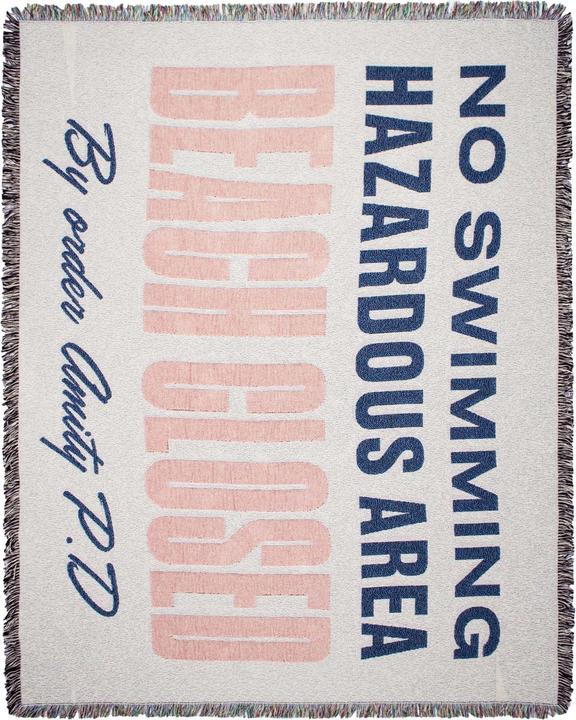 NO SWIMMING
HAZARDOUS AREA
BEACH CLOSED
By order Amity P.D